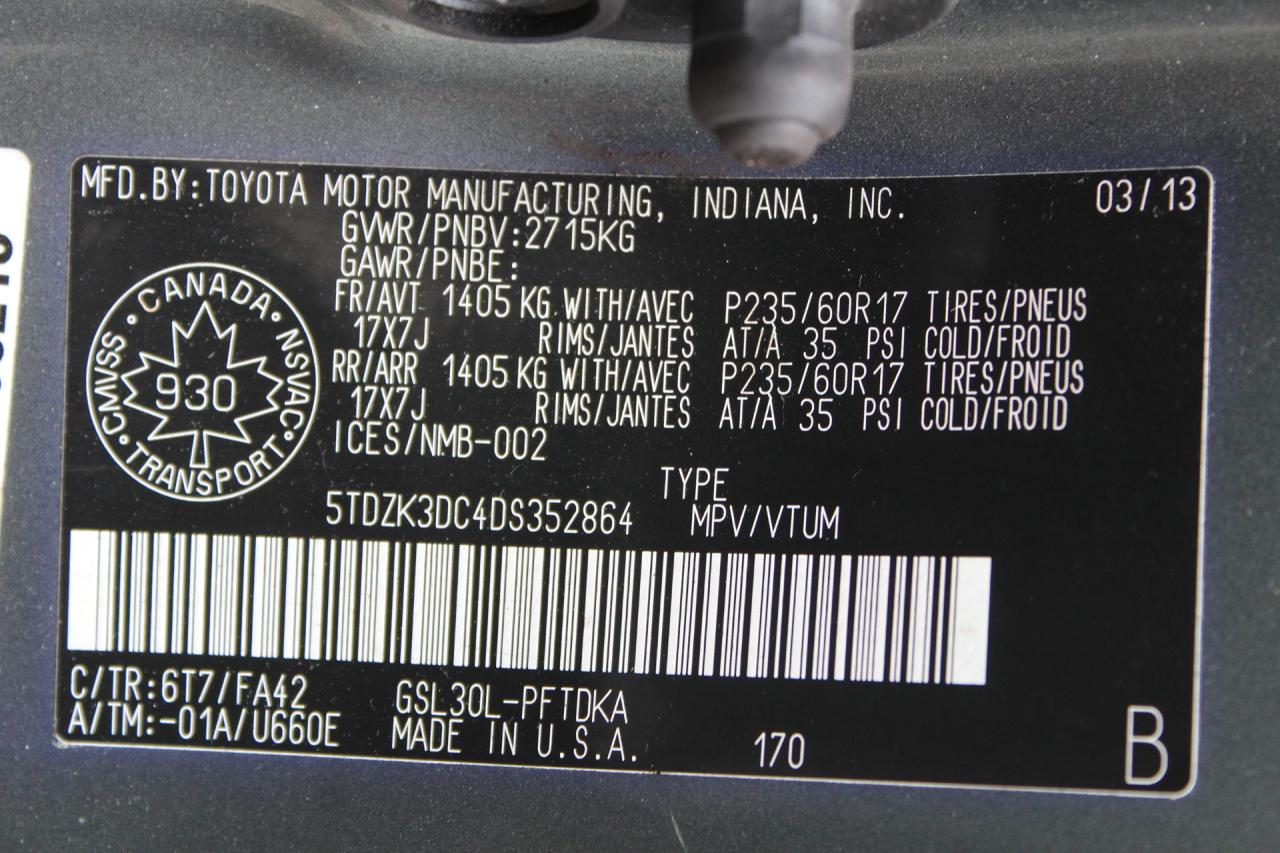 MFD.BY:TOYOTA MOTOR MANUFACTURING, INDIANA, INC. 03/13
GVWR/PNBV:2715KG
GAWR/PNBE:
FR/AVT 1405 KG WITH/AVEC P235/60R17 TIRES/PNEUS
17X7J RIMS/JANTES AT/A 35 PSI COLD/FROID
RR/ARR 1405 KG WITH/AVEC P235/60R17 TIRES/PNEUS
17X7J RIMS/JANTES AT/A 35 PSI COLD/FROID
ICES/NMB-002
CANADA · NSVAC · TRANSPORT · CMVSS ·
930
TYPE
5TDZK3DC4DS352864 MPV/VTUM
C/TR:6T7/FA42 GSL30L-PFTDKA
A/TM:-01A/U660E MADE IN U.S.A. 170 B